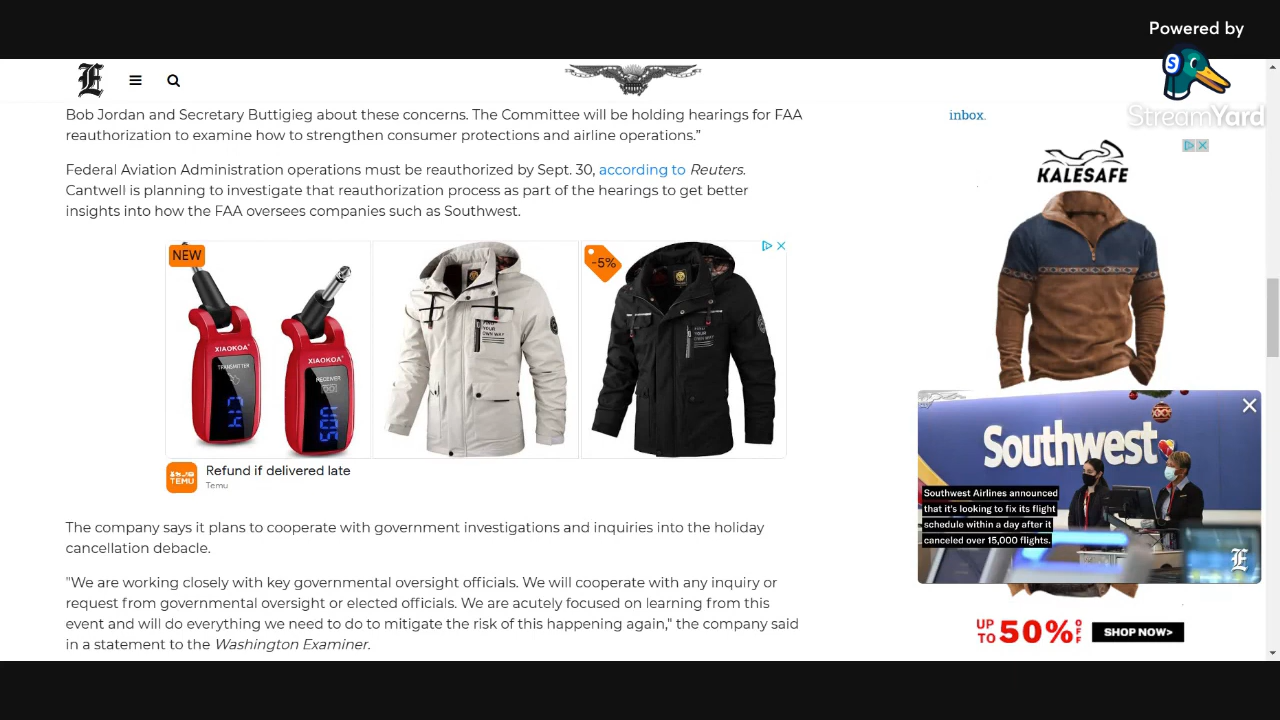 Powered by
StreamYard
S
E
Bob Jordan and Secretary Buttigieg about these concerns. The Committee will be holding hearings for FAA
reauthorization to examine how to strengthen consumer protections and airline operations.”
Federal Aviation Administration operations must be reauthorized by Sept. 30, according to Reuters.
Cantwell is planning to investigate that reauthorization process as part of the hearings to get better
insights into how the FAA oversees companies such as Southwest.
NEW
XIAOKOA
TRANSMITTER
XIAOKOA
RECEIVER
FIND
YOUR
OWN WAY
-5%
FIND
YOUR
OWN WAY
TEMU
Refund if delivered late
Temu
The company says it plans to cooperate with government investigations and inquiries into the holiday
cancellation debacle.
"We are working closely with key governmental oversight officials. We will cooperate with any inquiry or
request from governmental oversight or elected officials. We are acutely focused on learning from this
event and will do everything we need to do to mitigate the risk of this happening again," the company said
in a statement to the Washington Examiner.
inbox.
KALESAFE
Southwest
Southwest Airlines announced
that it's looking to fix its flight
schedule within a day after it
canceled over 15,000 flights.
E
UP TO 50% OFF
SHOP NOW>